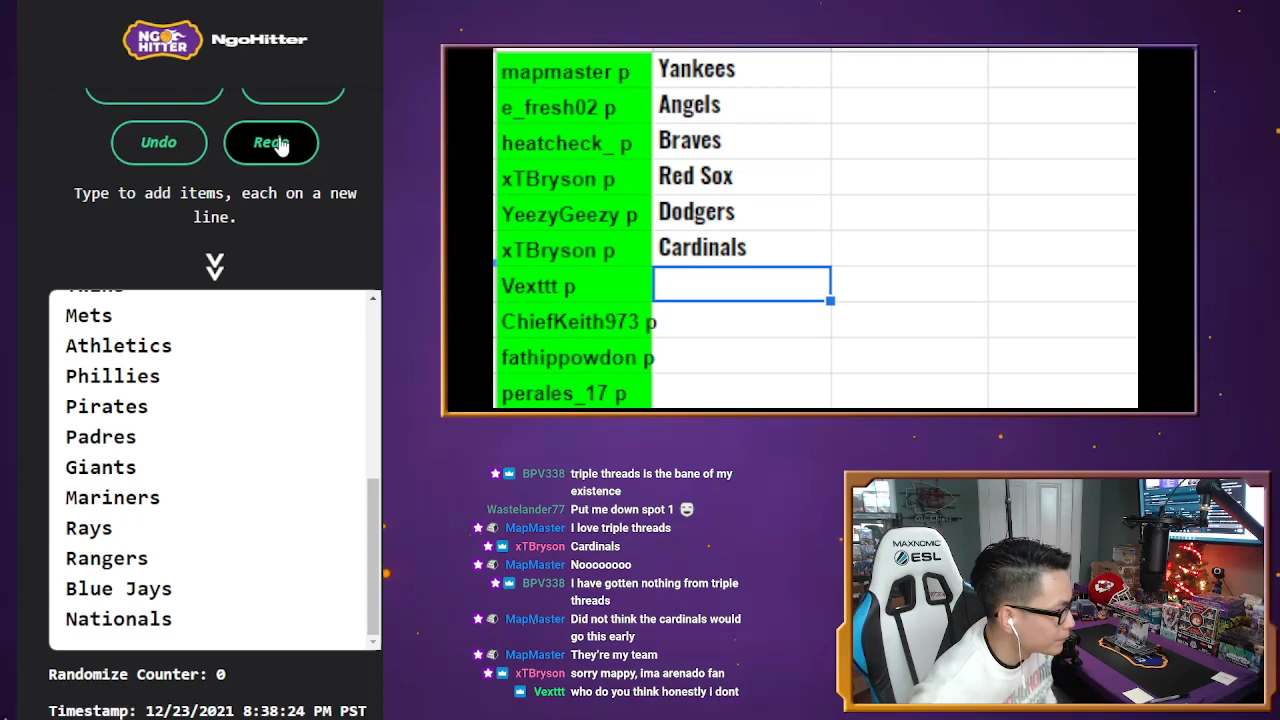 NGO
HITTER
NgoHitter
Undo
Redo
Type to add items, each on a new
line.
Mets
Athletics
Phillies
Pirates
Padres
Giants
Mariners
Rays
Rangers
Blue Jays
Nationals
Randomize Counter: 0
Timestamp: 12/23/2021 8:38:24 PM PST
mapmaster p Yankees
e_fresh02 p Angels
heatcheck_ p Braves
xTBryson p Red Sox
YeezyGeezy p Dodgers
xTBryson p Cardinals
Vexttt p
ChiefKeith973 p
fathippowdon p
perales_17 p
BPV338 triple threads is the bane of my
existence
Wastelander77 Put me down spot 1
MapMaster I love triple threads
xTBryson Cardinals
MapMaster Noooooooo
BPV338 I have gotten nothing from triple
threads
MapMaster Did not think the cardinals would
go this early
MapMaster They're my team
xTBryson sorry mappy, ima arenado fan
Vexttt who do you think honestly i dont
MAXNOMIC
ESL